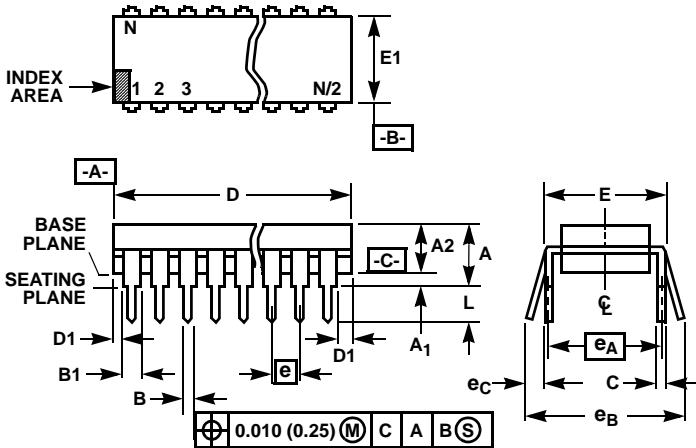 N
E1
INDEX
AREA
1 2 3 N/2
-B-
-A-
D
E
BASE
PLANE
A2
A
-C-
SEATING
PLANE
L
D1
D1
A1
eA
B1
e
eC
C
B
eB
0.010 (0.25) M C A B S